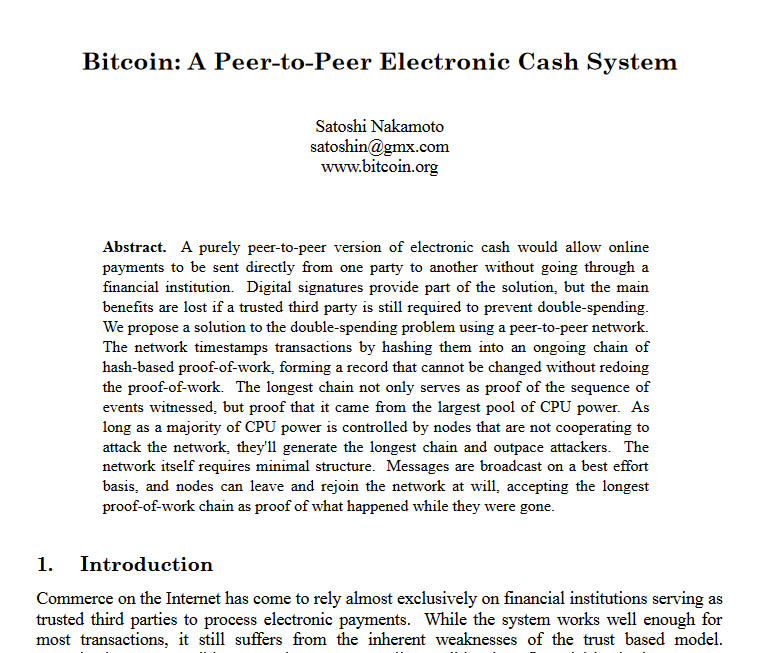 Bitcoin: A Peer-to-Peer Electronic Cash System
Satoshi Nakamoto
satoshin@gmx.com
www.bitcoin.org
Abstract. A purely peer-to-peer version of electronic cash would allow online
payments to be sent directly from one party to another without going through a
financial institution. Digital signatures provide part of the solution, but the main
benefits are lost if a trusted third party is still required to prevent double-spending.
We propose a solution to the double-spending problem using a peer-to-peer network.
The network timestamps transactions by hashing them into an ongoing chain of
hash-based proof-of-work, forming a record that cannot be changed without redoing
the proof-of-work. The longest chain not only serves as proof of the sequence of
events witnessed, but proof that it came from the largest pool of CPU power. As
long as a majority of CPU power is controlled by nodes that are not cooperating to
attack the network, they'll generate the longest chain and outpace attackers. The
network itself requires minimal structure. Messages are broadcast on a best effort
basis, and nodes can leave and rejoin the network at will, accepting the longest
proof-of-work chain as proof of what happened while they were gone.
1. Introduction
Commerce on the Internet has come to rely almost exclusively on financial institutions serving as
trusted third parties to process electronic payments. While the system works well enough for
most transactions, it still suffers from the inherent weaknesses of the trust based model.